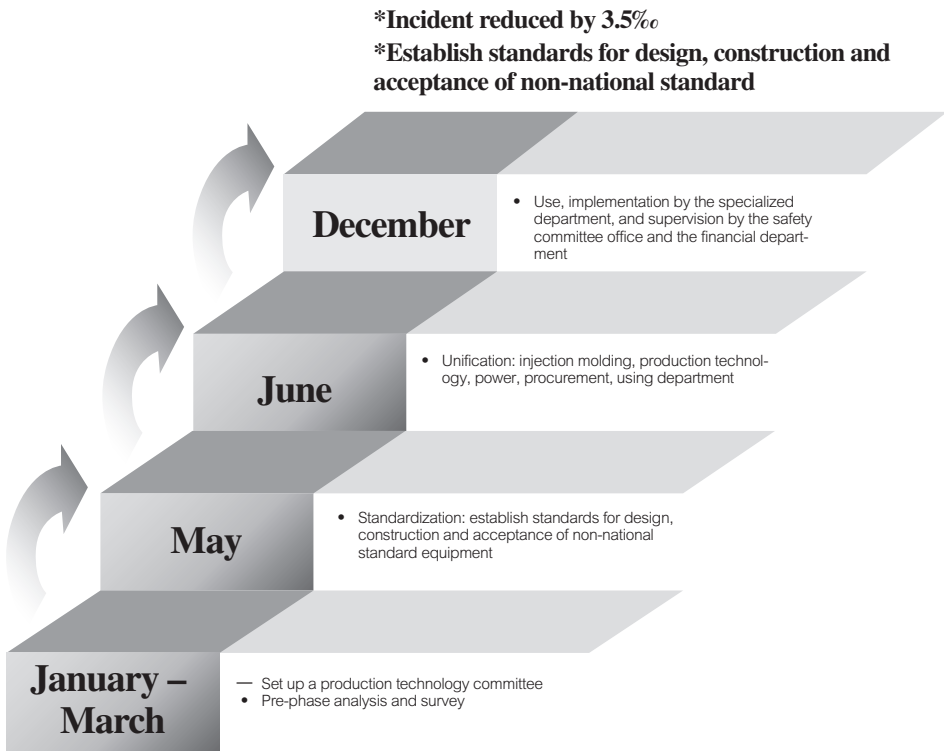 *Incident reduced by 3.5‰
*Establish standards for design, construction and
acceptance of non-national standard
December
• Use, implementation by the specialized
department, and supervision by the safety
committee office and the financial depart-
ment
June
• Unification: injection molding, production technol-
ogy, power, procurement, using department
May
• Standardization: establish standards for design,
construction and acceptance of non-national
standard equipment
January –
March
— Set up a production technology committee
• Pre-phase analysis and survey